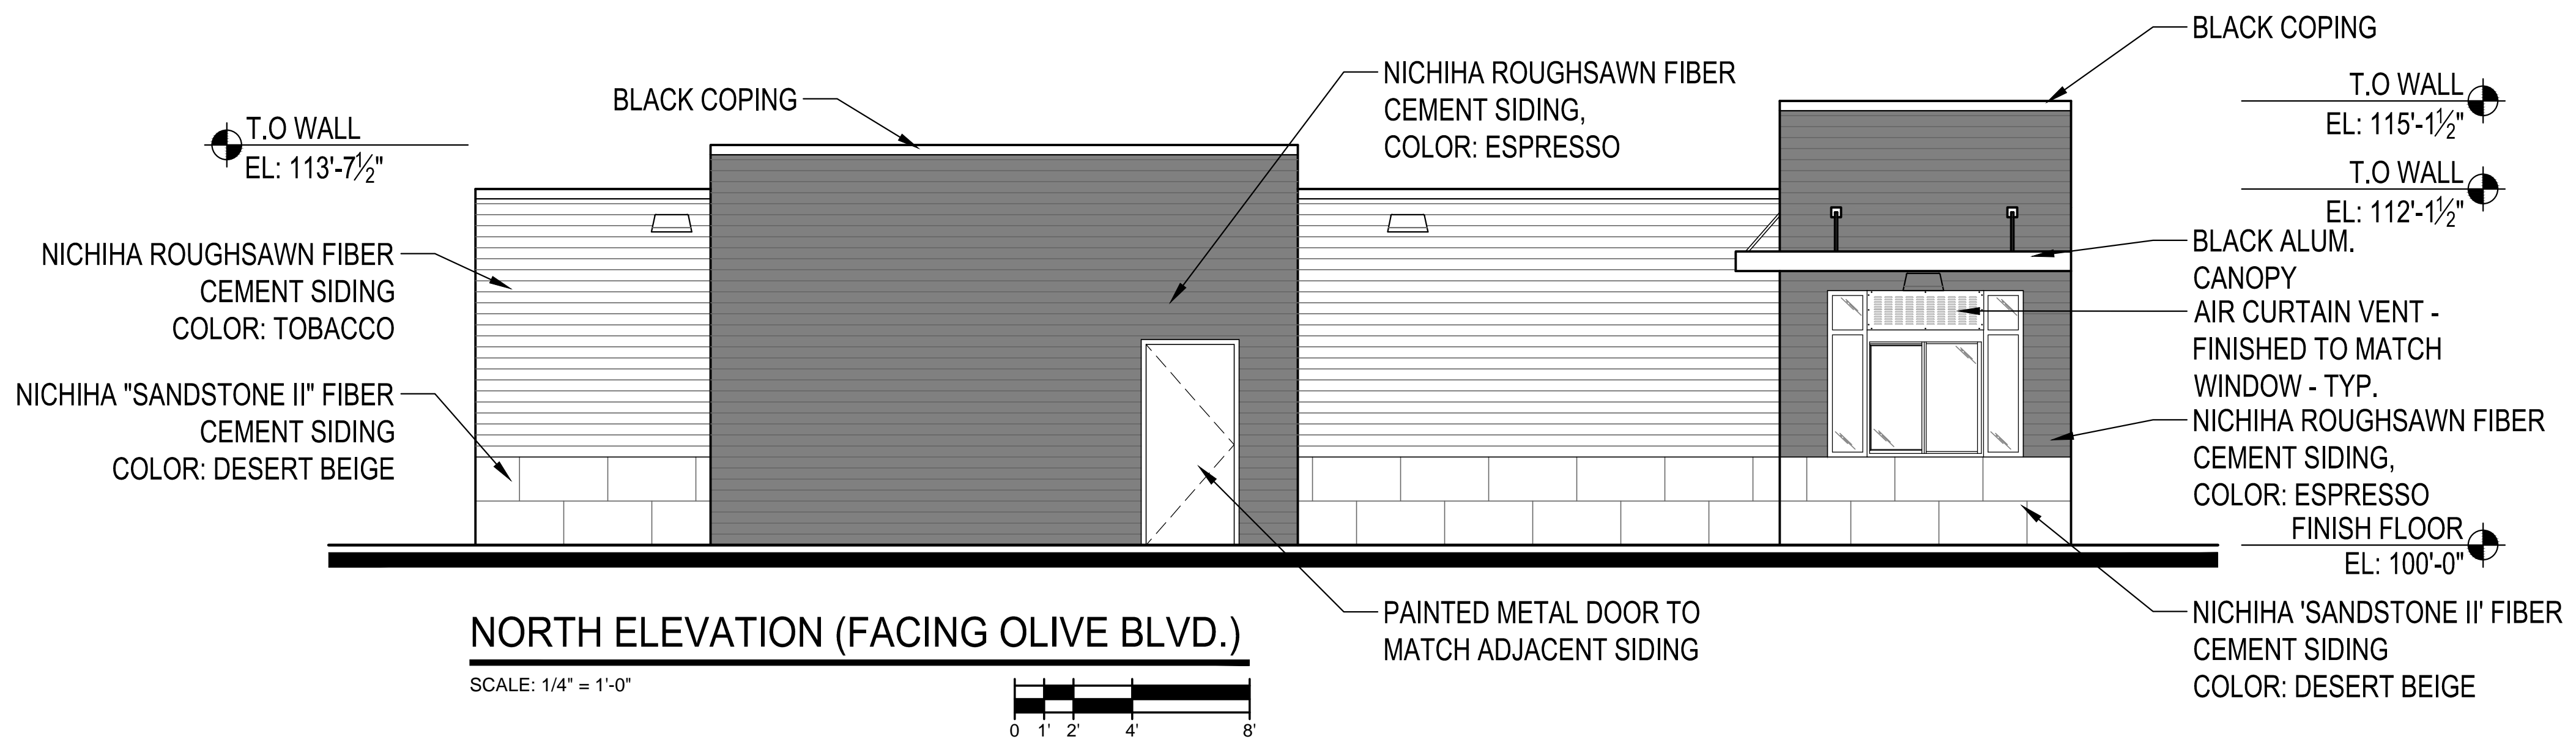 BLACK COPING
T.O WALL
EL: 113'-7½"
NICHIHA ROUGHSAWN FIBER
CEMENT SIDING
COLOR: TOBACCO
NICHIHA "SANDSTONE II" FIBER
CEMENT SIDING
COLOR: DESERT BEIGE
NICHIHA ROUGHSAWN FIBER
CEMENT SIDING,
COLOR: ESPRESSO
BLACK COPING
T.O WALL
EL: 115'-1½"
T.O WALL
EL: 112'-1½"
BLACK ALUM.
CANOPY
AIR CURTAIN VENT -
FINISHED TO MATCH
WINDOW - TYP.
NICHIHA ROUGHSAWN FIBER
CEMENT SIDING,
COLOR: ESPRESSO
FINISH FLOOR
EL: 100'-0"
NICHIHA 'SANDSTONE II' FIBER
CEMENT SIDING
COLOR: DESERT BEIGE
PAINTED METAL DOOR TO
MATCH ADJACENT SIDING
NORTH ELEVATION (FACING OLIVE BLVD.)
SCALE: 1/4" = 1'-0"
0 1' 2' 4' 8'